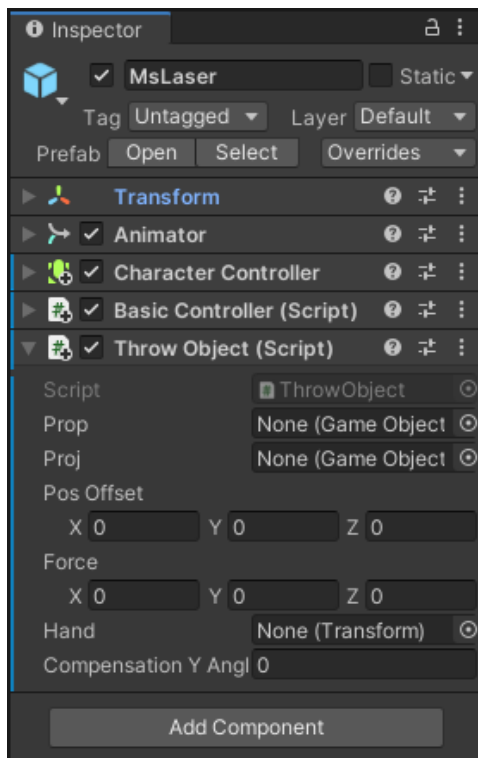 Inspector
MsLaser Static
Tag Untagged Layer Default
Prefab Open Select Overrides
Transform
Animator
Character Controller
# Basic Controller (Script)
# Throw Object (Script)
Script # ThrowObject
Prop None (Game Object
Proj None (Game Object
Pos Offset
X 0 Y 0 Z 0
Force
X 0 Y 0 Z 0
Hand None (Transform)
Compensation Y Angl 0
Add Component